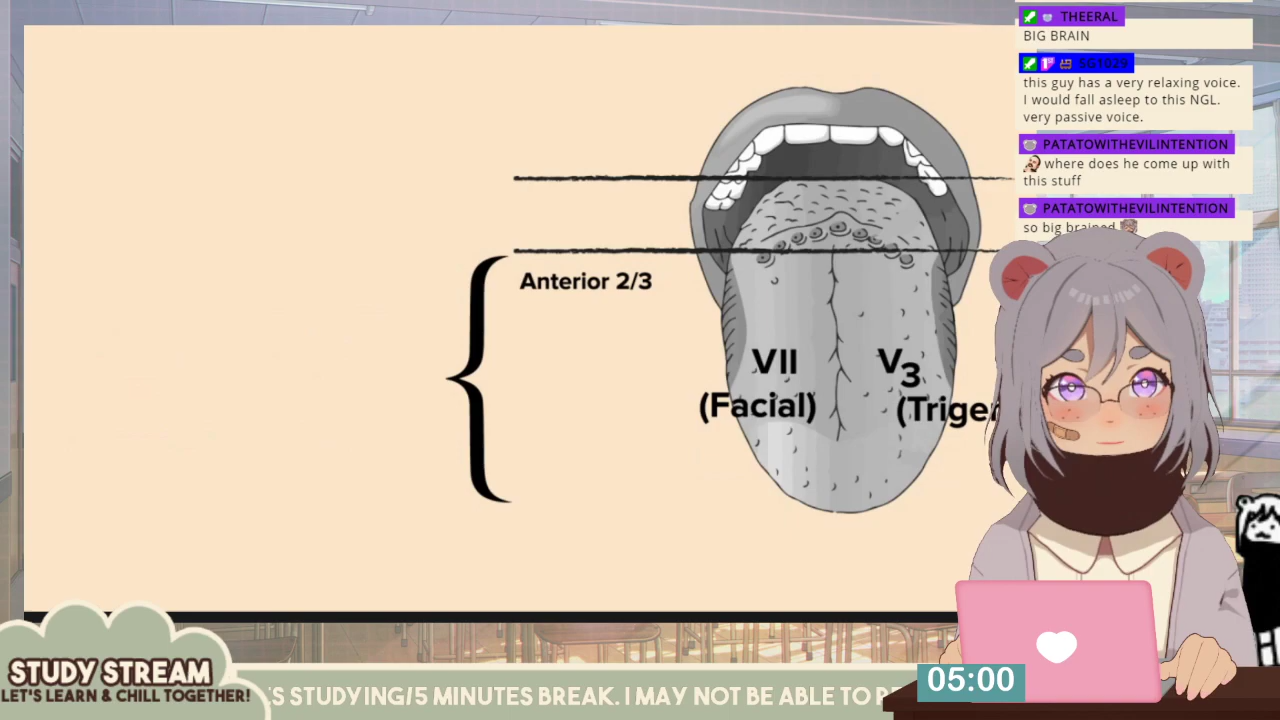 THEERAL
BIG BRAIN
SG1029
this guy has a very relaxing voice.
I would fall asleep to this NGL.
very passive voice.
PATATOWITHEVILINTENTION
where does he come up with
this stuff
PATATOWITHEVILINTENTION
so big brained
Anterior 2/3
VII
(Facial)
V3
(Triger
STUDY STREAM
LET'S LEARN & CHILL TOGETHER!
S STUDYING/5 MINUTES BREAK. I MAY NOT BE ABLE TO
05:00